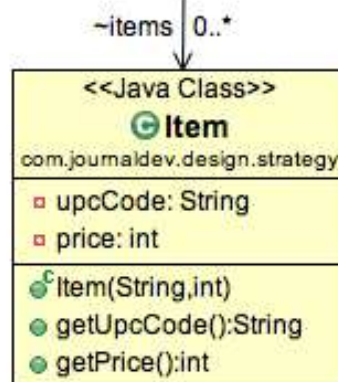 ~items 0..*
<<Java Class>>
C Item
com.journaldev.design.strategy
upcCode: String
price: int
C Item(String,int)
getUpcCode():String
getPrice():int